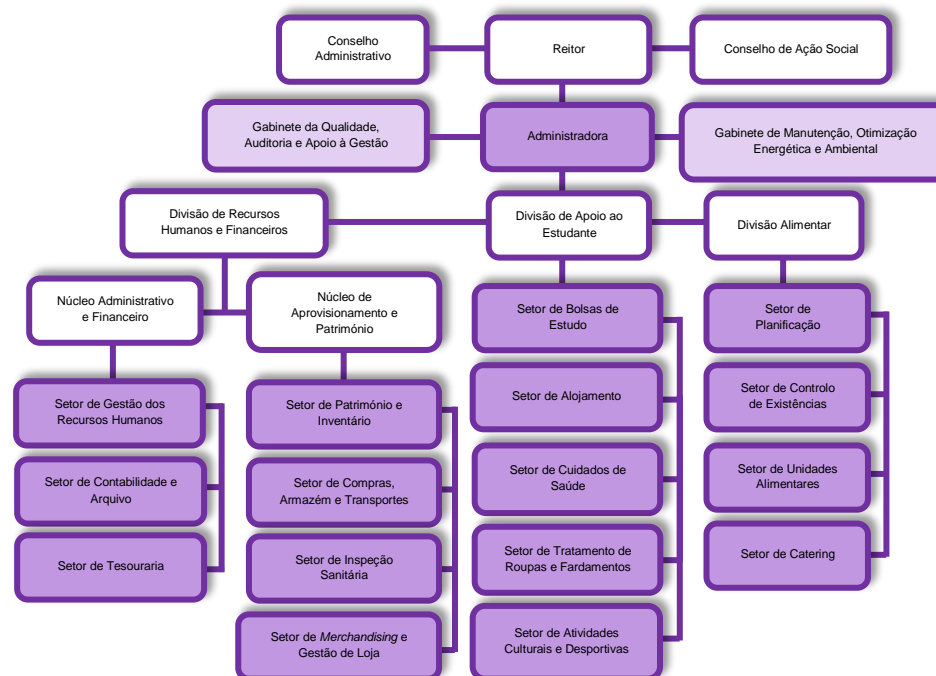 Conselho
Administrativo
Reitor
Conselho de Ação Social
Gabinete da Qualidade,
Auditoria e Apoio à Gestão
Administradora
Gabinete de Manutenção, Otimização
Energética e Ambiental
Divisão de Recursos
Humanos e Financeiros
Divisão de Apoio ao
Estudante
Divisão Alimentar
Núcleo Administrativo
e Financeiro
Núcleo de
Aprovisionamento e
Património
Setor de Bolsas de
Estudo
Setor de
Planificação
Setor de Gestão dos
Recursos Humanos
Setor de Património e
Inventário
Setor de Alojamento
Setor de Controlo
de Existências
Setor de Contabilidade e
Arquivo
Setor de Compras,
Armazém e Transportes
Setor de Cuidados de
Saúde
Setor de Unidades
Alimentares
Setor de Tesouraria
Setor de Inspeção
Sanitária
Setor de Tratamento de
Roupas e Fardamentos
Setor de Catering
Setor de Merchandising e
Gestão de Loja
Setor de Atividades
Culturais e Desportivas